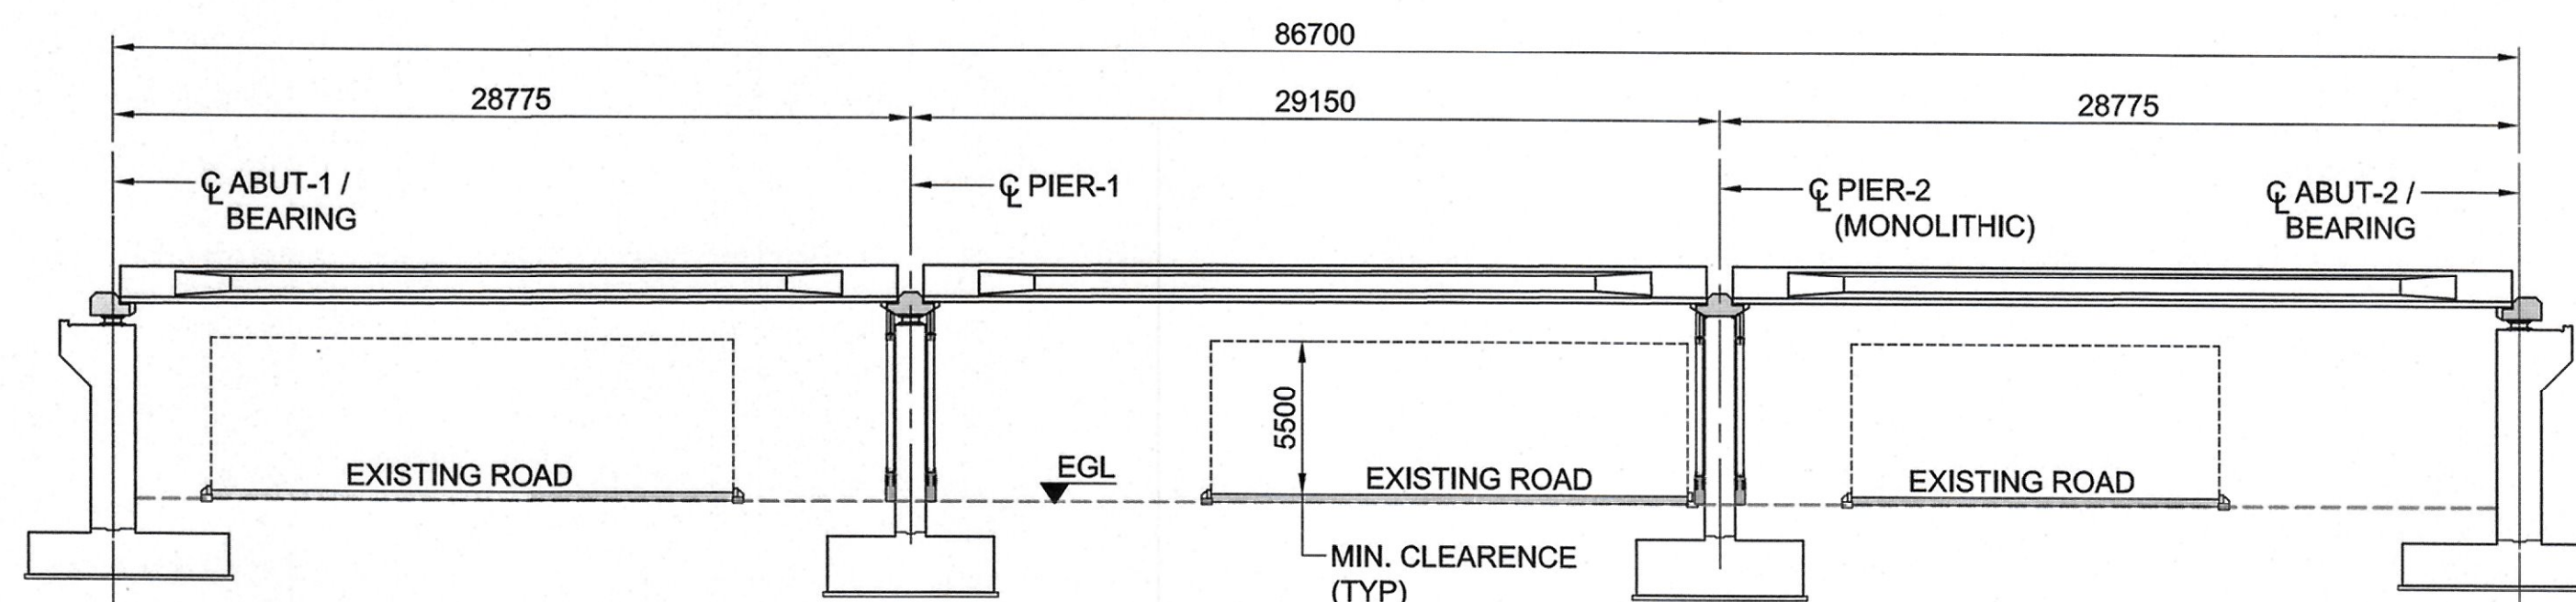 86700
28775
29150
28775
℄ ABUT-1 /
BEARING
℄ PIER-1
℄ PIER-2
(MONOLITHIC)
℄ ABUT-2 /
BEARING
5500
EXISTING ROAD
EGL
EXISTING ROAD
EXISTING ROAD
MIN. CLEARENCE
(TYP)